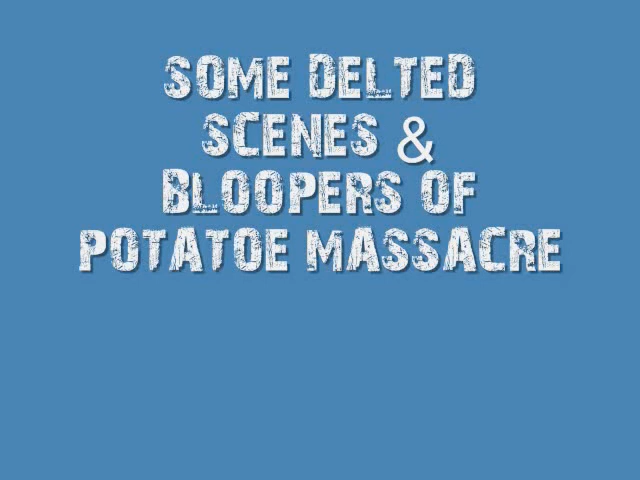 SOME DELTED
SCENES &
BLOOPERS OF
POTATOE MASSACRE